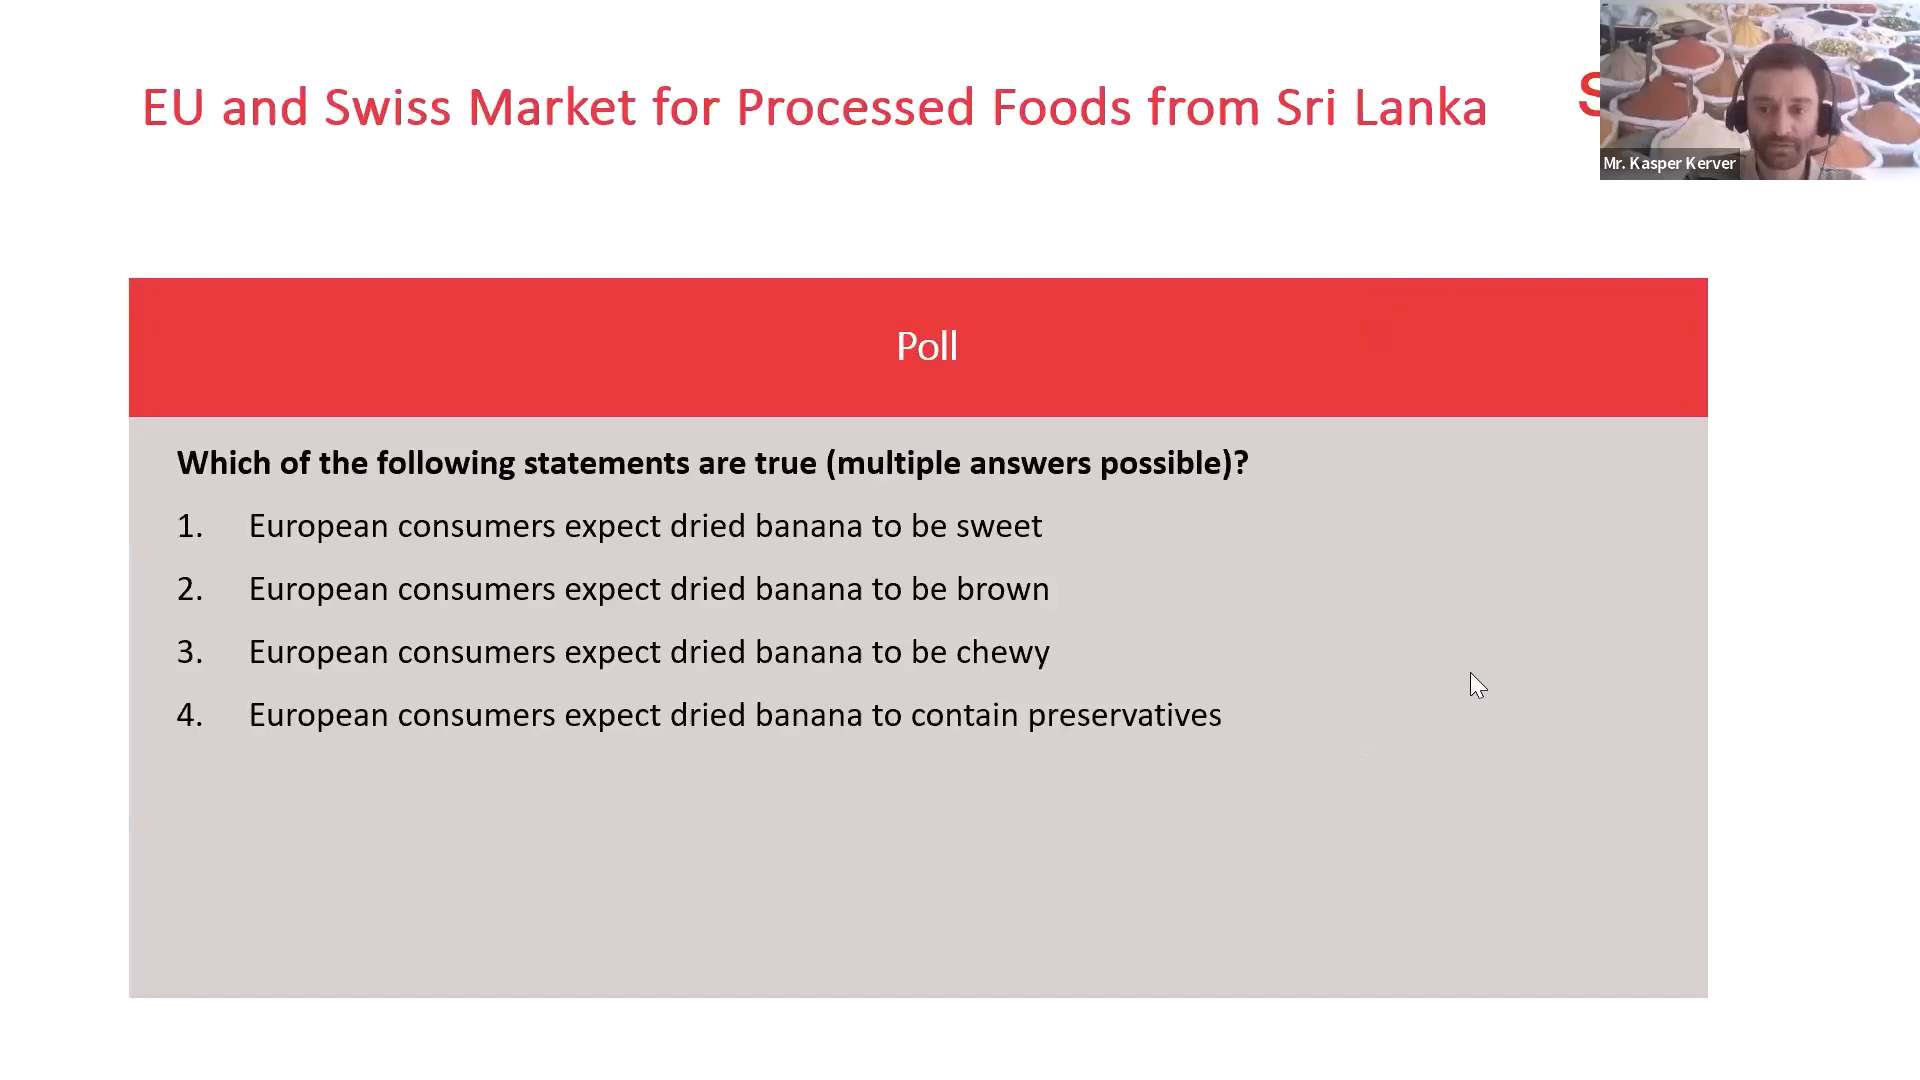 EU and Swiss Market for Processed Foods from Sri Lanka
S
Mr. Kasper Kerver
Poll
Which of the following statements are true (multiple answers possible)?
1. European consumers expect dried banana to be sweet
2. European consumers expect dried banana to be brown
3. European consumers expect dried banana to be chewy
4. European consumers expect dried banana to contain preservatives